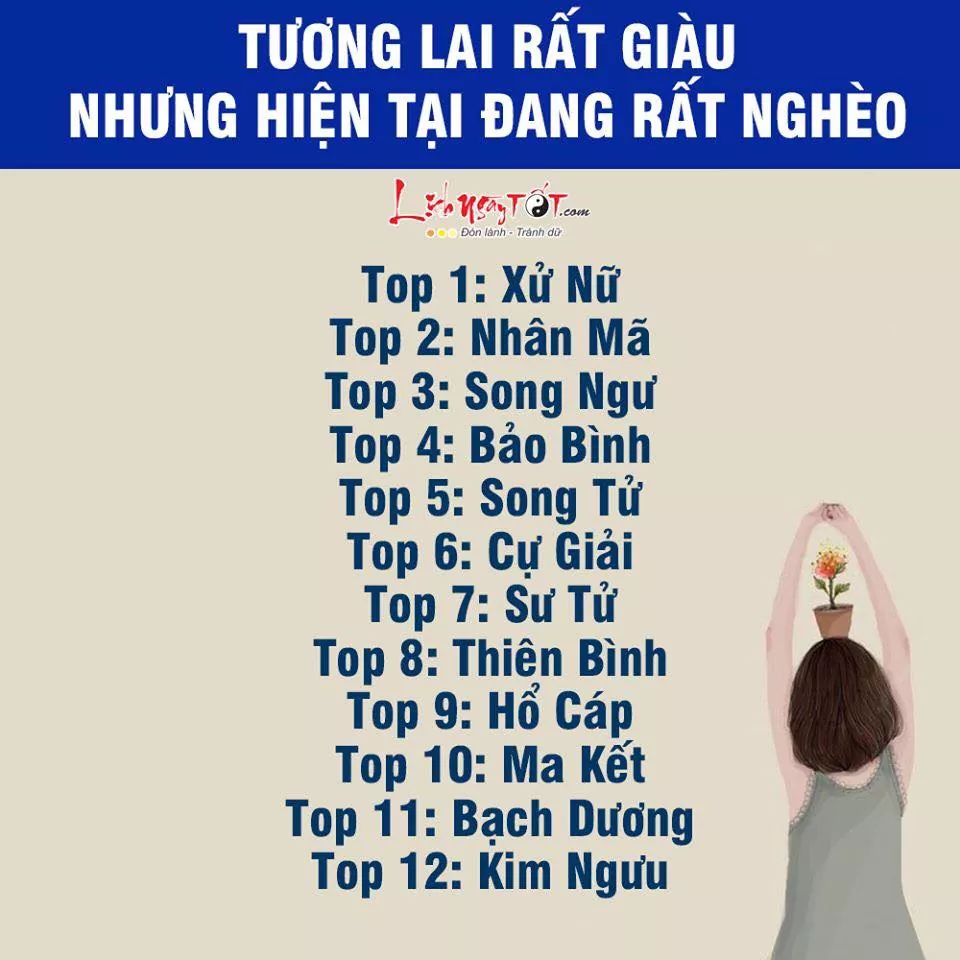 TƯƠNG LAI RẤT GIÀU
NHƯNG HIỆN TẠI ĐANG RẤT NGHÈO
LịchNgàyTỐT.com
Đón lành - Tránh dữ
Top 1: Xử Nữ
Top 2: Nhân Mã
Top 3: Song Ngư
Top 4: Bảo Bình
Top 5: Song Tử
Top 6: Cự Giải
Top 7: Sư Tử
Top 8: Thiên Bình
Top 9: Hổ Cáp
Top 10: Ma Kết
Top 11: Bạch Dương
Top 12: Kim Ngưu